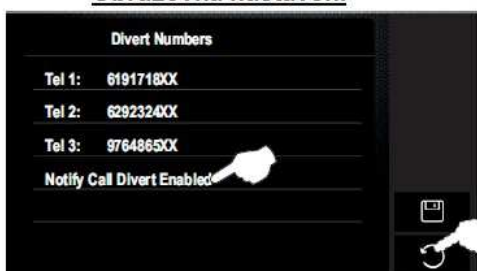 Divert Numbers
Tel 1: 6191718XX
Tel 2: 6292324XX
Tel 3: 9764865XX
Notify Call Divert Enabled